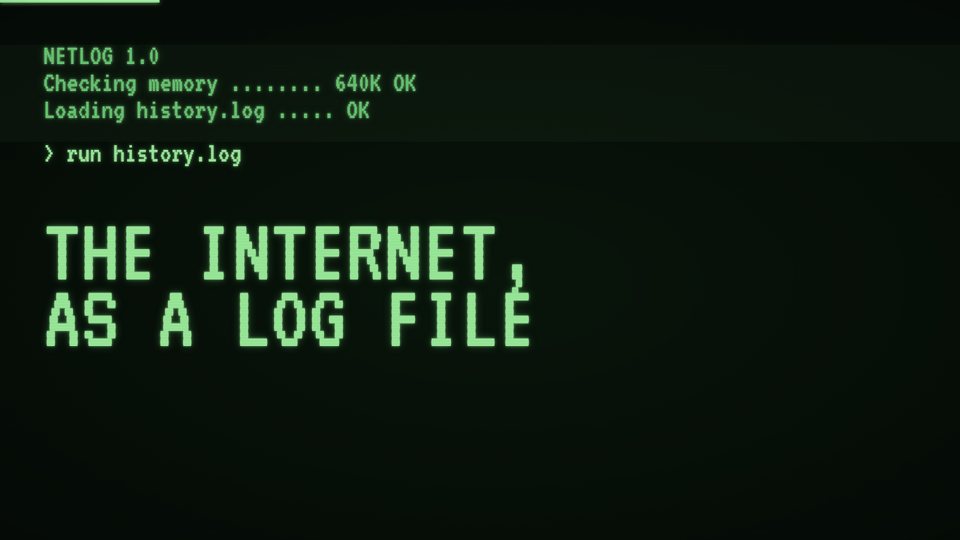 NETLOG 1.0
Checking memory ........ 640K OK
Loading history.log ..... OK
> run history.log
THE INTERNET,
AS A LOG FILE